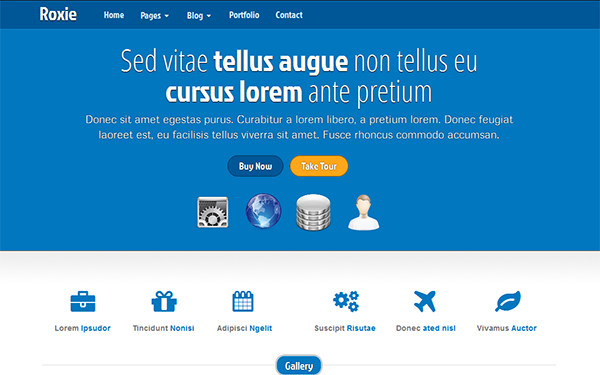 Roxie
Home Pages Blog Portfolio Contact
Sed vitae tellus augue non tellus eu
cursus lorem ante pretium
Donec sit amet egestas purus. Curabitur a lorem libero, a pretium lorem. Donec feugiat
laoreet est, eu facilisis tellus viverra sit amet. Fusce rhoncus commodo accumsan.
Buy Now Take Tour
Lorem Ipsudor Tincidunt Nonisi Adipisci Ngelit Suscipit Risutae Donec ated nisl Vivamus Auctor
Gallery